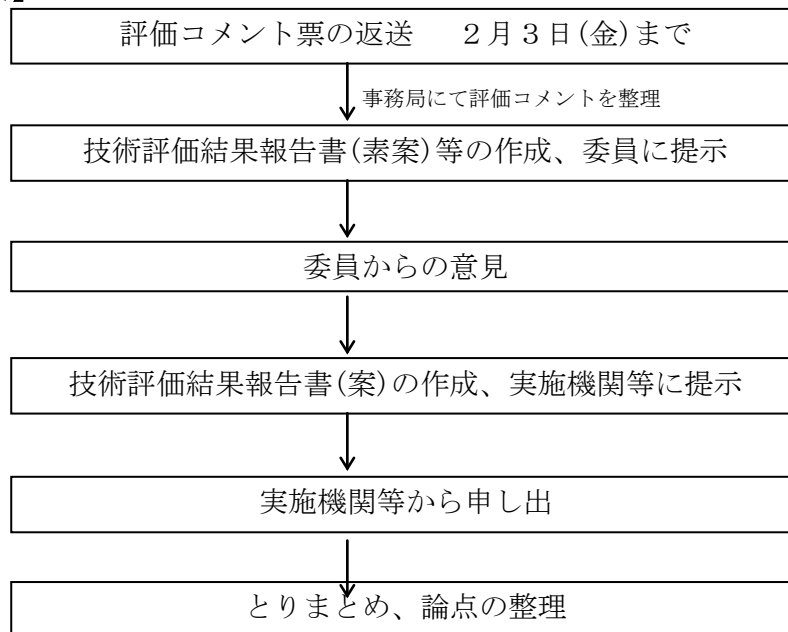 評価コメント票の返送　　２月３日(金)まで
事務局にて評価コメントを整理
技術評価結果報告書(素案)等の作成、委員に提示
委員からの意見
技術評価結果報告書(案)の作成、実施機関等に提示
実施機関等から申し出
とりまとめ、論点の整理